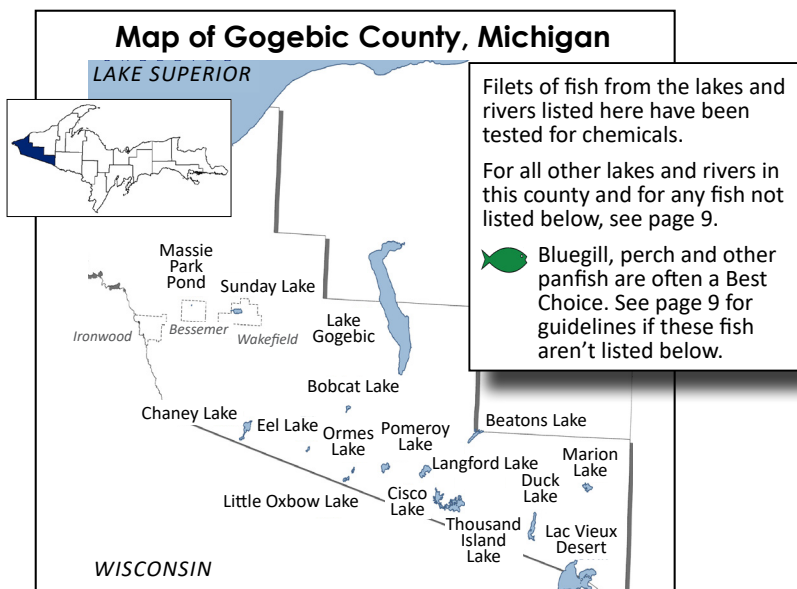 Map of Gogebic County, Michigan
LAKE SUPERIOR
Filets of fish from the lakes and
rivers listed here have been
tested for chemicals.
For all other lakes and rivers in
this county and for any fish not
listed below, see page 9.
Bluegill, perch and other
panfish are often a Best
Choice. See page 9 for
guidelines if these fish
aren't listed below.
Massie
Park
Pond
Sunday Lake
Ironwood
Bessemer
Wakefield
Lake
Gogebic
Bobcat Lake
Chaney Lake
Eel Lake
Ormes
Lake
Pomeroy
Lake
Beatons Lake
Langford Lake
Marion
Lake
Little Oxbow Lake
Cisco
Lake
Duck
Lake
Thousand
Island
Lake
Lac Vieux
Desert
WISCONSIN